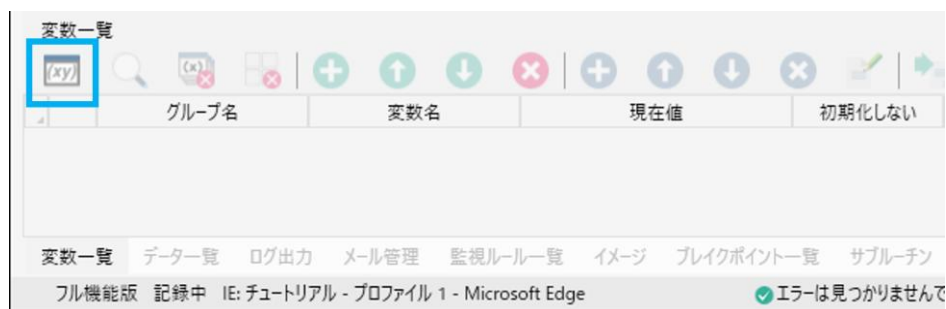 変数一覧
(xy) (x)
グループ名 変数名 現在値 初期化しない
変数一覧 データ一覧 ログ出力 メール管理 監視ルール一覧 イメージ ブレイクポイント一覧 サブルーチン
フル機能版 記録中 IE: チュートリアル - プロファイル 1 - Microsoft Edge エラーは見つかりませんで